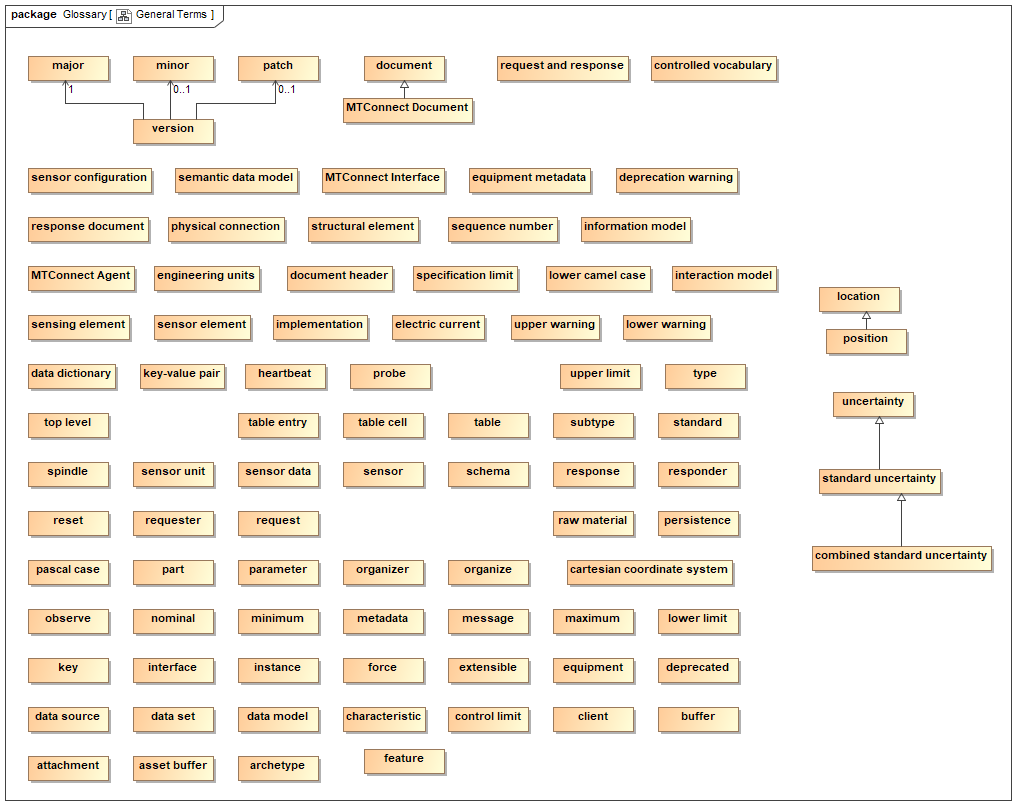 package Glossary [ General Terms ]
major
minor
patch
document
request and response
controlled vocabulary
1
0..1
0..1
MTConnect Document
version
sensor configuration
semantic data model
MTConnect Interface
equipment metadata
deprecation warning
response document
physical connection
structural element
sequence number
information model
MTConnect Agent
engineering units
document header
specification limit
lower camel case
interaction model
location
sensing element
sensor element
implementation
electric current
upper warning
lower warning
position
data dictionary
key-value pair
heartbeat
probe
upper limit
type
uncertainty
top level
table entry
table cell
table
subtype
standard
spindle
sensor unit
sensor data
sensor
schema
response
responder
standard uncertainty
reset
requester
request
raw material
persistence
combined standard uncertainty
pascal case
part
parameter
organizer
organize
cartesian coordinate system
observe
nominal
minimum
metadata
message
maximum
lower limit
key
interface
instance
force
extensible
equipment
deprecated
data source
data set
data model
characteristic
control limit
client
buffer
attachment
asset buffer
archetype
feature